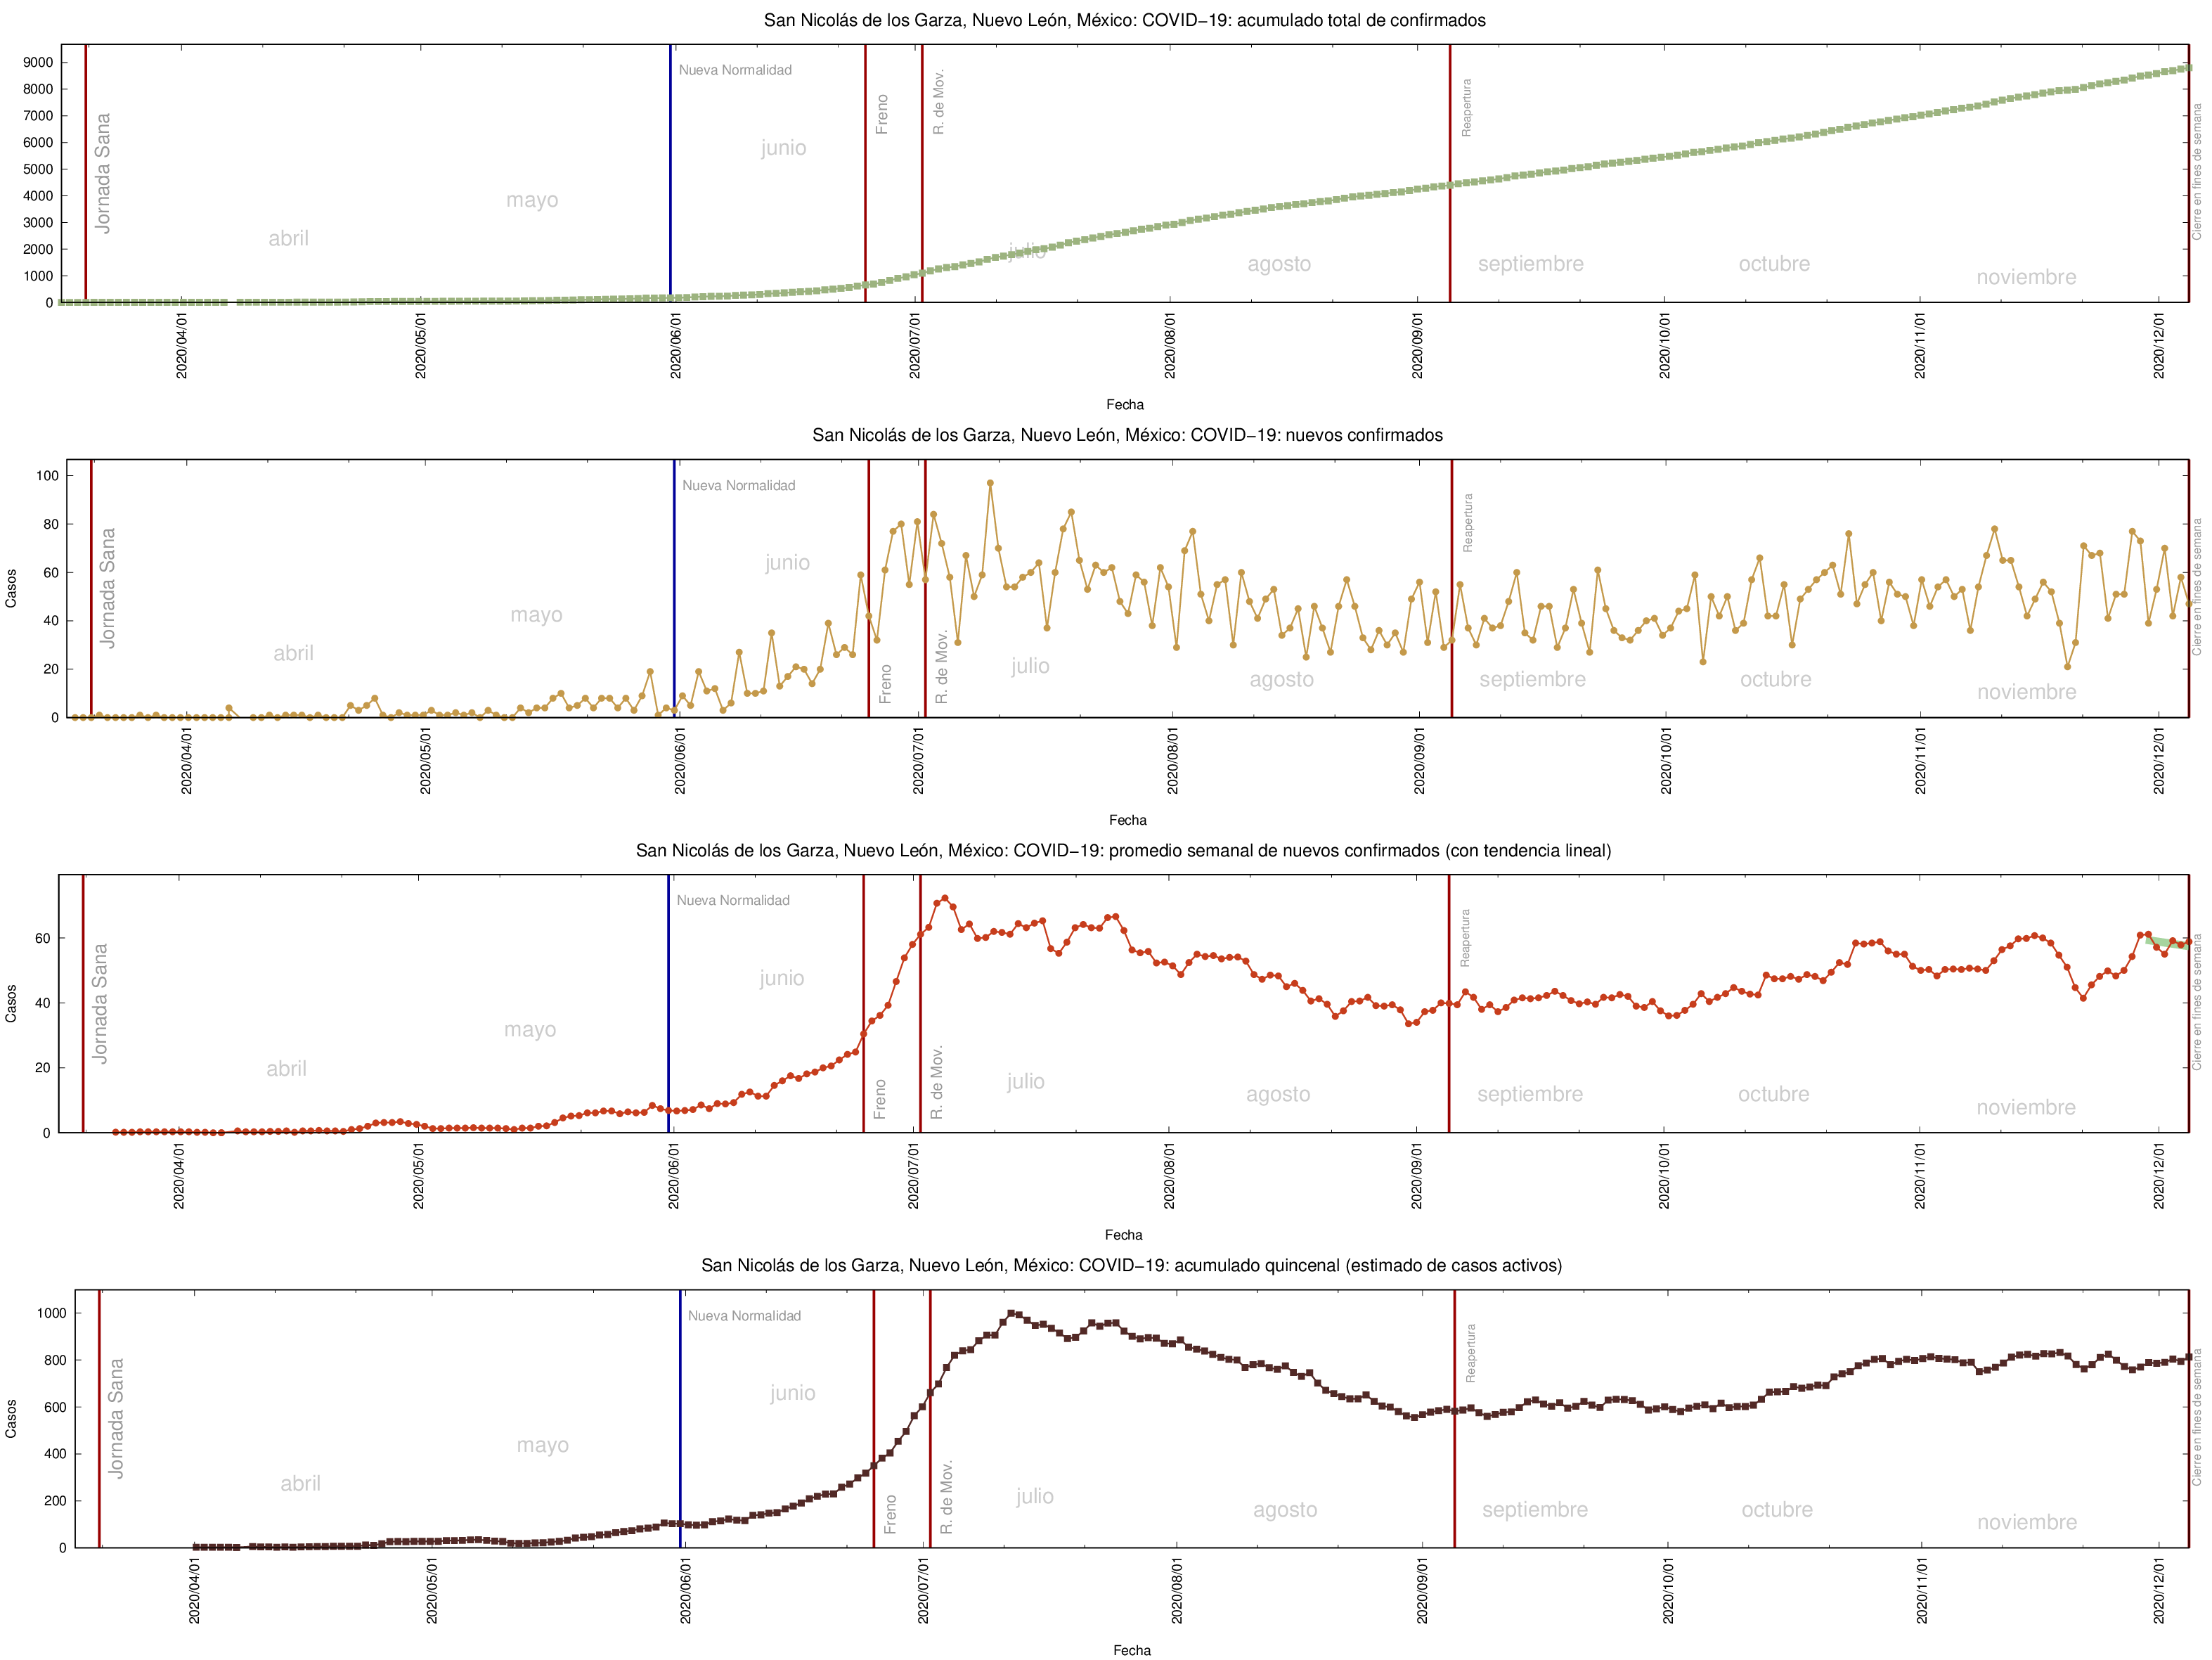 San Nicolás de los Garza, Nuevo León, México: COVID−19: acumulado total de confirmados
9000
8000
7000
6000
5000
4000
3000
2000
1000
0
Jornada Sana
abril
mayo
Nueva Normalidad
junio
Freno
R. de Mov.
julio
agosto
Reapertura
septiembre
octubre
noviembre
Cierre en fines de semana
2020/04/01
2020/05/01
2020/06/01
2020/07/01
2020/08/01
2020/09/01
2020/10/01
2020/11/01
2020/12/01
Fecha
San Nicolás de los Garza, Nuevo León, México: COVID−19: nuevos confirmados
Casos
100
80
60
40
20
0
Jornada Sana
abril
mayo
Nueva Normalidad
junio
Freno
R. de Mov.
julio
agosto
Reapertura
septiembre
octubre
noviembre
Cierre en fines de semana
2020/04/01
2020/05/01
2020/06/01
2020/07/01
2020/08/01
2020/09/01
2020/10/01
2020/11/01
2020/12/01
Fecha
San Nicolás de los Garza, Nuevo León, México: COVID−19: promedio semanal de nuevos confirmados (con tendencia lineal)
Casos
60
40
20
0
Jornada Sana
abril
mayo
Nueva Normalidad
junio
Freno
R. de Mov.
julio
agosto
Reapertura
septiembre
octubre
noviembre
Cierre en fines de semana
2020/04/01
2020/05/01
2020/06/01
2020/07/01
2020/08/01
2020/09/01
2020/10/01
2020/11/01
2020/12/01
Fecha
San Nicolás de los Garza, Nuevo León, México: COVID−19: acumulado quincenal (estimado de casos activos)
Casos
1000
800
600
400
200
0
Jornada Sana
abril
mayo
Nueva Normalidad
junio
Freno
R. de Mov.
julio
agosto
Reapertura
septiembre
octubre
noviembre
Cierre en fines de semana
2020/04/01
2020/05/01
2020/06/01
2020/07/01
2020/08/01
2020/09/01
2020/10/01
2020/11/01
2020/12/01
Fecha